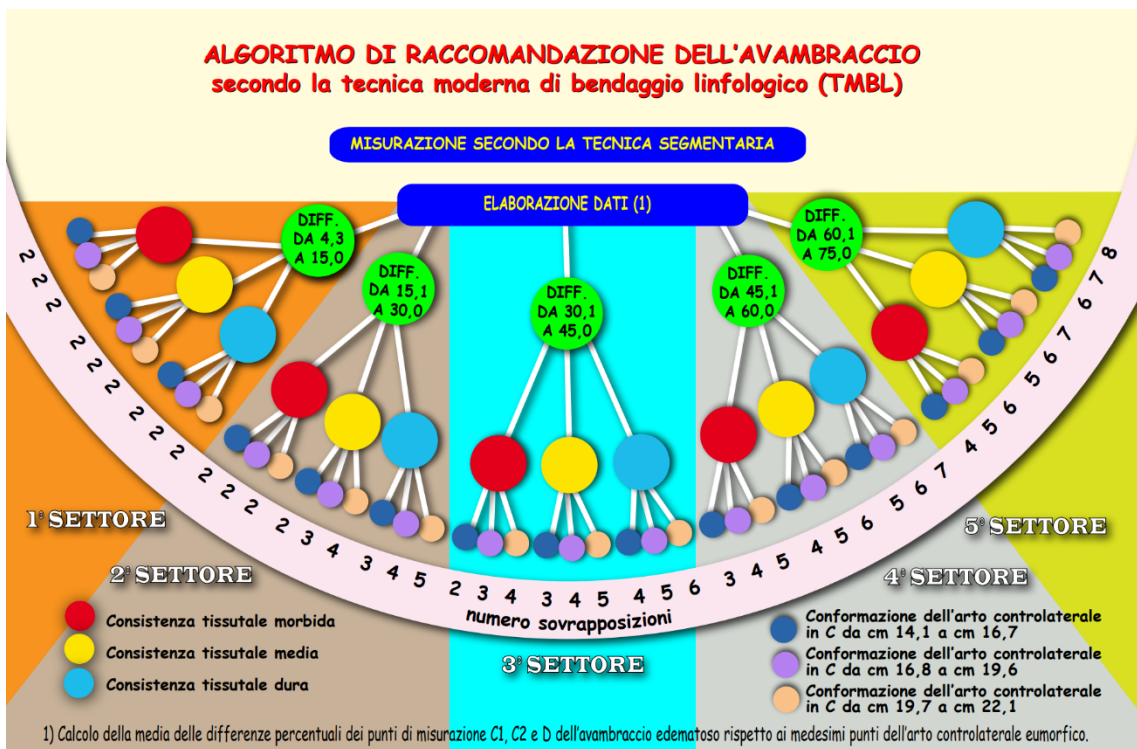 ALGORITMO DI RACCOMANDAZIONE DELL'AVAMBRACCIO
secondo la tecnica moderna di bendaggio linfologico (TMBL)
MISURAZIONE SECONDO LA TECNICA SEGMENTARIA
ELABORAZIONE DATI (1)
DIFF.
DA 4,3
A 15,0
DIFF.
DA 15,1
A 30,0
DIFF.
DA 30,1
A 45,0
DIFF.
DA 45,1
A 60,0
DIFF.
DA 60,1
A 75,0
2 2 2 2 2 2 2 2 2
2 2 2 2 3 4 3 4 5
2 3 4 3 4 5 4 5 6
3 4 5 4 5 6 5 6 7
4 5 6 5 6 7 6 7 8
numero sovrapposizioni
1° SETTORE
2° SETTORE
3° SETTORE
4° SETTORE
5° SETTORE
Consistenza tissutale morbida
Consistenza tissutale media
Consistenza tissutale dura
Conformazione dell'arto controlaterale
in C da cm 14,1 a cm 16,7
Conformazione dell'arto controlaterale
in C da cm 16,8 a cm 19,6
Conformazione dell'arto controlaterale
in C da cm 19,7 a cm 22,1
1) Calcolo della media delle differenze percentuali dei punti di misurazione C1, C2 e D dell'avambraccio edematoso rispetto ai medesimi punti dell'arto controlaterale eumorfico.